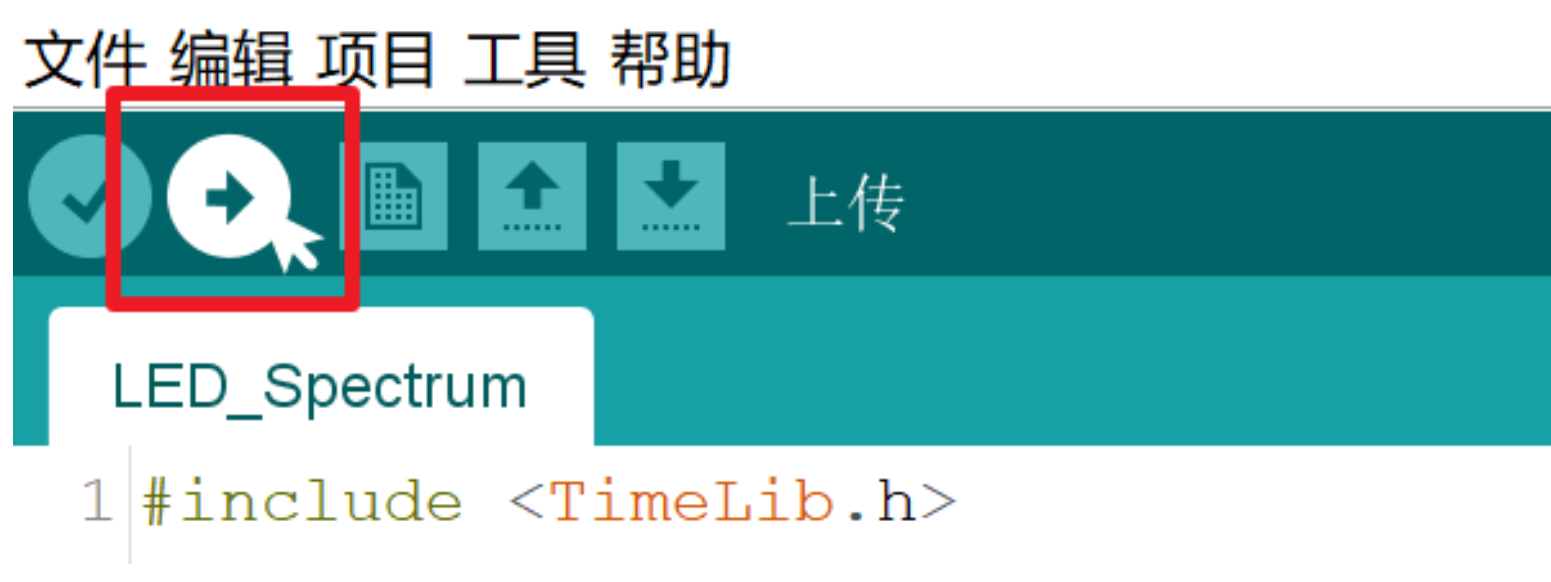 文件 编辑 项目 工具 帮助
上传
LED_Spectrum
1 #include <TimeLib.h>